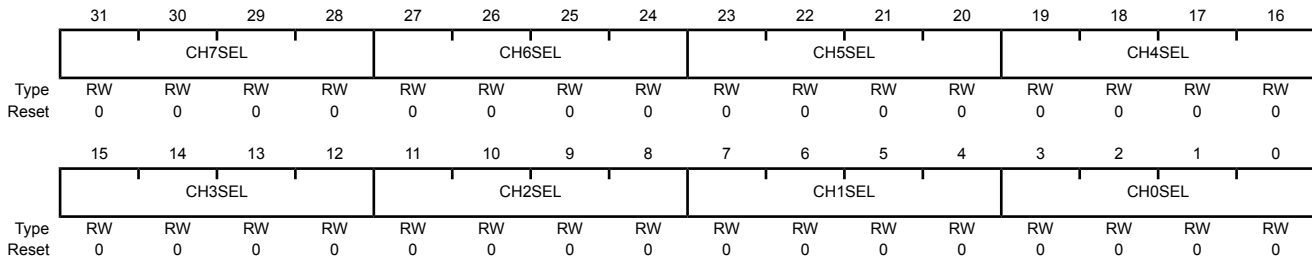 31 30 29 28 27 26 25 24 23 22 21 20 19 18 17 16
CH7SEL CH6SEL CH5SEL CH4SEL
Type RW RW RW RW RW RW RW RW RW RW RW RW RW RW RW RW
Reset 0 0 0 0 0 0 0 0 0 0 0 0 0 0 0 0
15 14 13 12 11 10 9 8 7 6 5 4 3 2 1 0
CH3SEL CH2SEL CH1SEL CH0SEL
Type RW RW RW RW RW RW RW RW RW RW RW RW RW RW RW RW
Reset 0 0 0 0 0 0 0 0 0 0 0 0 0 0 0 0